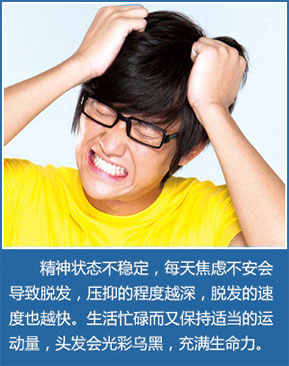 精神状态不稳定，每天焦虑不安会
导致脱发，压抑的程度越深，脱发的速
度也越快。生活忙碌而又保持适当的运
动量，头发会光彩乌黑，充满生命力。